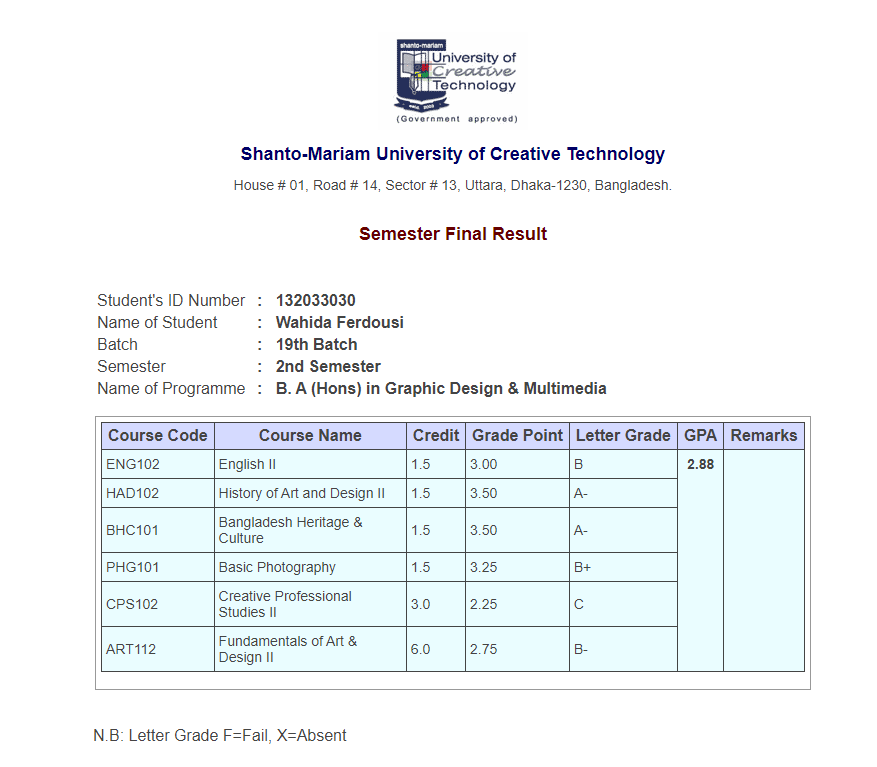 shanto-mariam
University of
Creative
Technology
estd. 2003
(Government approved)
Shanto-Mariam University of Creative Technology
House # 01, Road # 14, Sector # 13, Uttara, Dhaka-1230, Bangladesh.
Semester Final Result
Student's ID Number : 132033030
Name of Student : Wahida Ferdousi
Batch : 19th Batch
Semester : 2nd Semester
Name of Programme : B. A (Hons) in Graphic Design & Multimedia
Course Code Course Name Credit Grade Point Letter Grade GPA Remarks
ENG102 English II 1.5 3.00 B 2.88
HAD102 History of Art and Design II 1.5 3.50 A-
BHC101 Bangladesh Heritage &
Culture 1.5 3.50 A-
PHG101 Basic Photography 1.5 3.25 B+
CPS102 Creative Professional
Studies II 3.0 2.25 C
ART112 Fundamentals of Art &
Design II 6.0 2.75 B-
N.B: Letter Grade F=Fail, X=Absent